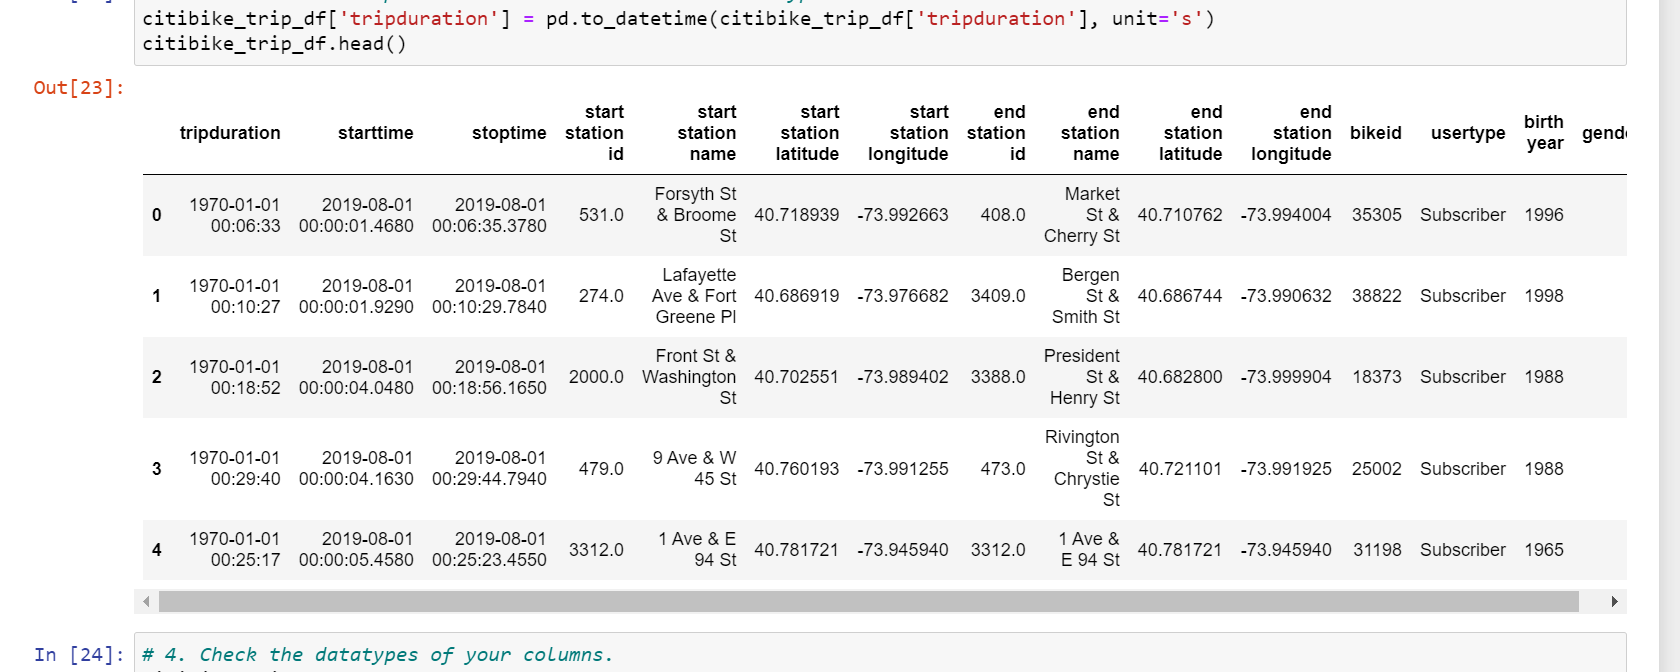 citibike_trip_df['tripduration'] = pd.to_datetime(citibike_trip_df['tripduration'], unit='s')
citibike_trip_df.head()
Out[23]:
tripduration starttime stoptime start station id start station name start station latitude start station longitude end station id end station name end station latitude end station longitude bikeid usertype birth year gende
0 1970-01-01 00:06:33 2019-08-01 00:00:01.4680 2019-08-01 00:06:35.3780 531.0 Forsyth St & Broome St 40.718939 -73.992663 408.0 Market St & Cherry St 40.710762 -73.994004 35305 Subscriber 1996
1 1970-01-01 00:10:27 2019-08-01 00:00:01.9290 2019-08-01 00:10:29.7840 274.0 Lafayette Ave & Fort Greene Pl 40.686919 -73.976682 3409.0 Bergen St & Smith St 40.686744 -73.990632 38822 Subscriber 1998
2 1970-01-01 00:18:52 2019-08-01 00:00:04.0480 2019-08-01 00:18:56.1650 2000.0 Front St & Washington St 40.702551 -73.989402 3388.0 President St & Henry St 40.682800 -73.999904 18373 Subscriber 1988
3 1970-01-01 00:29:40 2019-08-01 00:00:04.1630 2019-08-01 00:29:44.7940 479.0 9 Ave & W 45 St 40.760193 -73.991255 473.0 Rivington St & Chrystie St 40.721101 -73.991925 25002 Subscriber 1988
4 1970-01-01 00:25:17 2019-08-01 00:00:05.4580 2019-08-01 00:25:23.4550 3312.0 1 Ave & E 94 St 40.781721 -73.945940 3312.0 1 Ave & E 94 St 40.781721 -73.945940 31198 Subscriber 1965
In [24]: # 4. Check the datatypes of your columns.